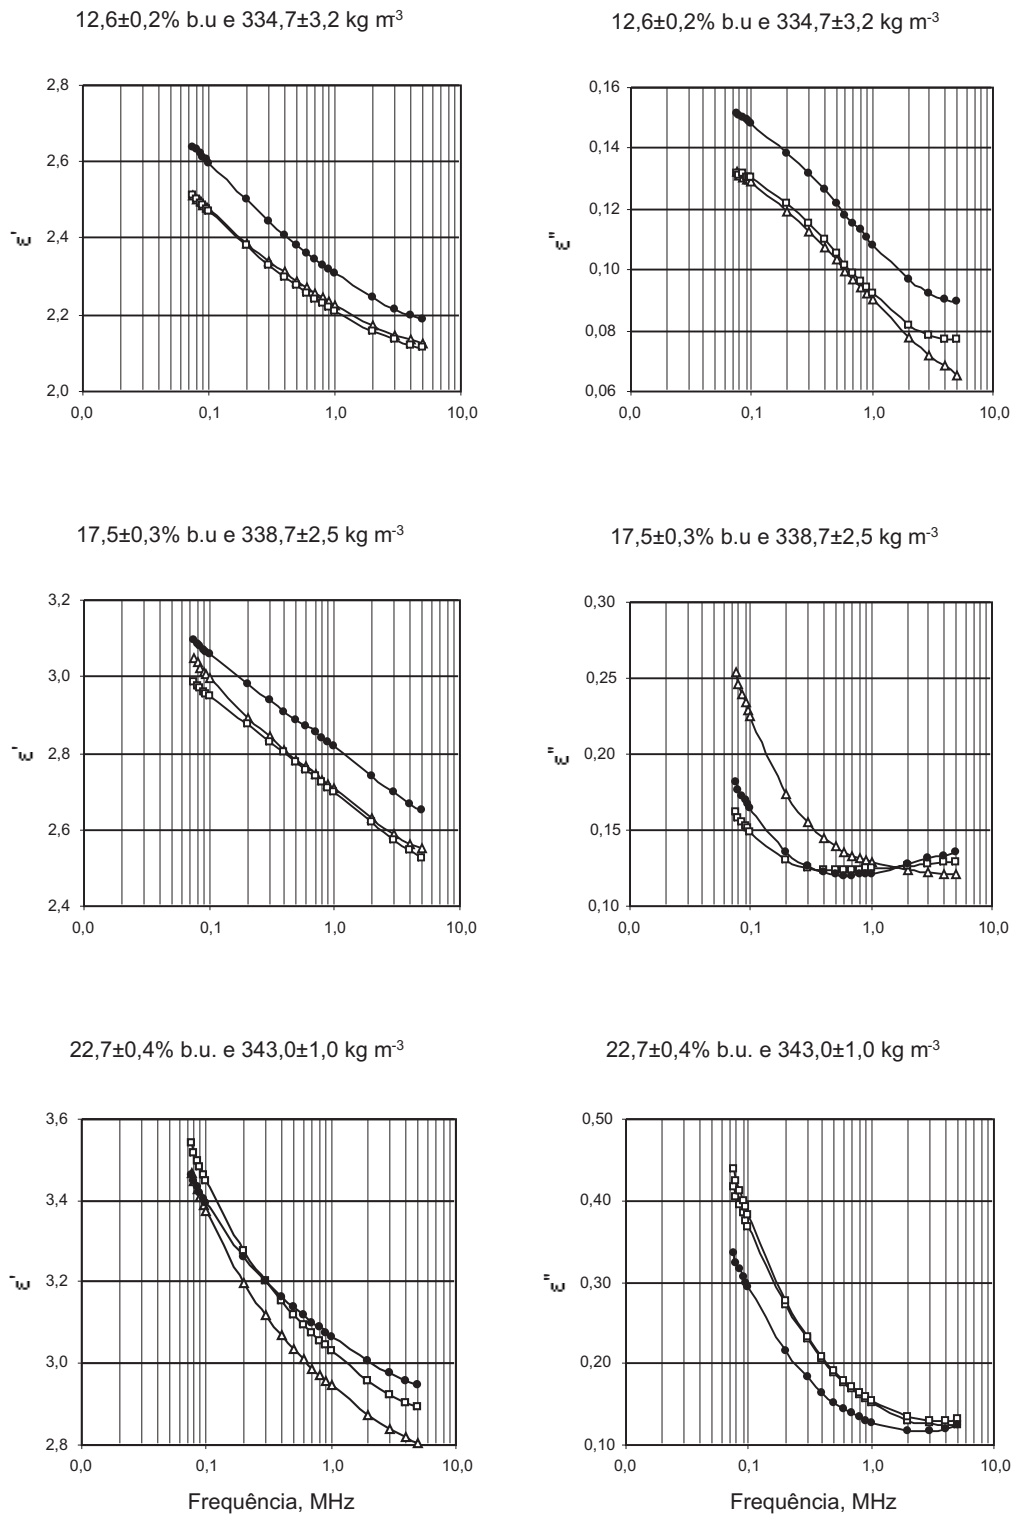 12,6±0,2% b.u e 334,7±3,2 kg m-3
12,6±0,2% b.u e 334,7±3,2 kg m-3
2,8
2,6
2,4
2,2
2,0
ε'
0,0 0,1 1,0 10,0
0,16
0,14
0,12
0,10
0,08
0,06
ε"
0,0 0,1 1,0 10,0
17,5±0,3% b.u e 338,7±2,5 kg m-3
17,5±0,3% b.u e 338,7±2,5 kg m-3
3,2
3,0
2,8
2,6
2,4
ε'
0,0 0,1 1,0 10,0
0,30
0,25
0,20
0,15
0,10
ε"
0,0 0,1 1,0 10,0
22,7±0,4% b.u. e 343,0±1,0 kg m-3
22,7±0,4% b.u. e 343,0±1,0 kg m-3
3,6
3,4
3,2
3,0
2,8
ε'
0,0 0,1 1,0 10,0
Frequência, MHz
0,50
0,40
0,30
0,20
0,10
ε"
0,0 0,1 1,0 10,0
Frequência, MHz